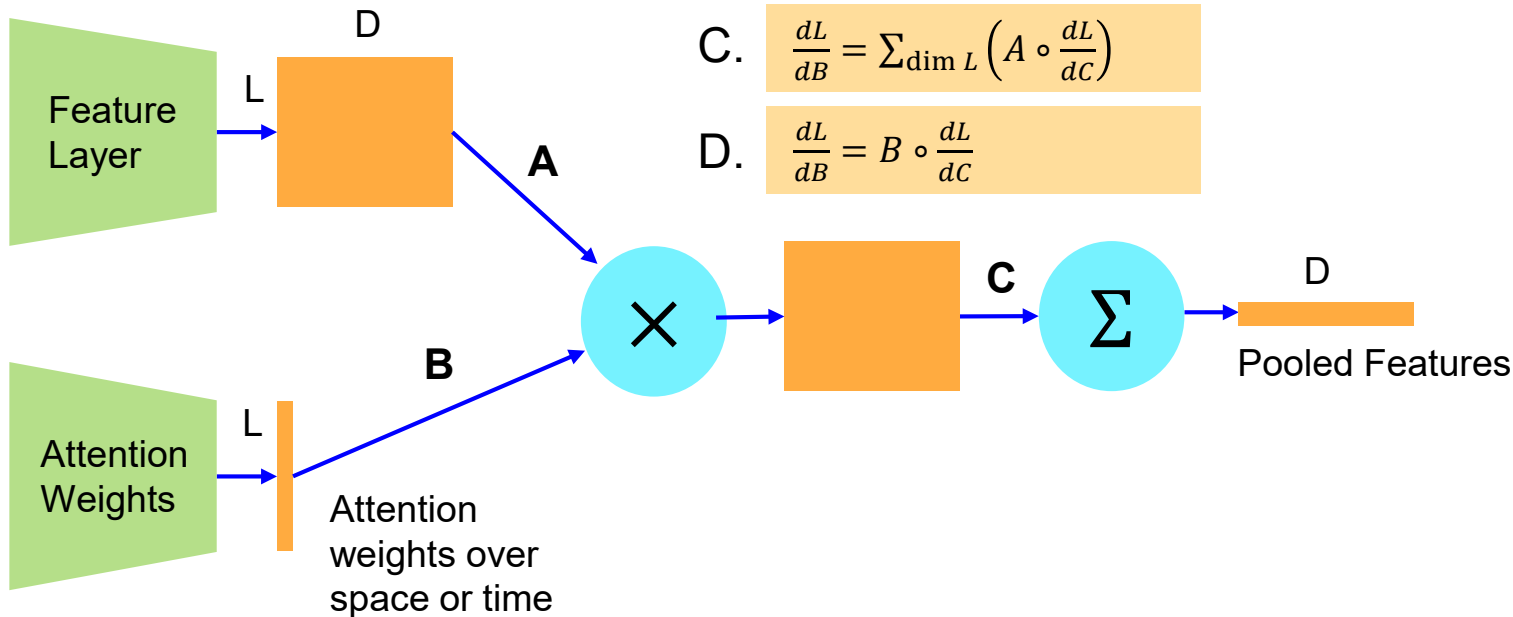 D
C. dL/dB = ∑_{dim L} (A ∘ dL/dC)
L
Feature
Layer
A
D. dL/dB = B ∘ dL/dC
×
C
Σ
D
Pooled Features
B
L
Attention
Weights
Attention
weights over
space or time